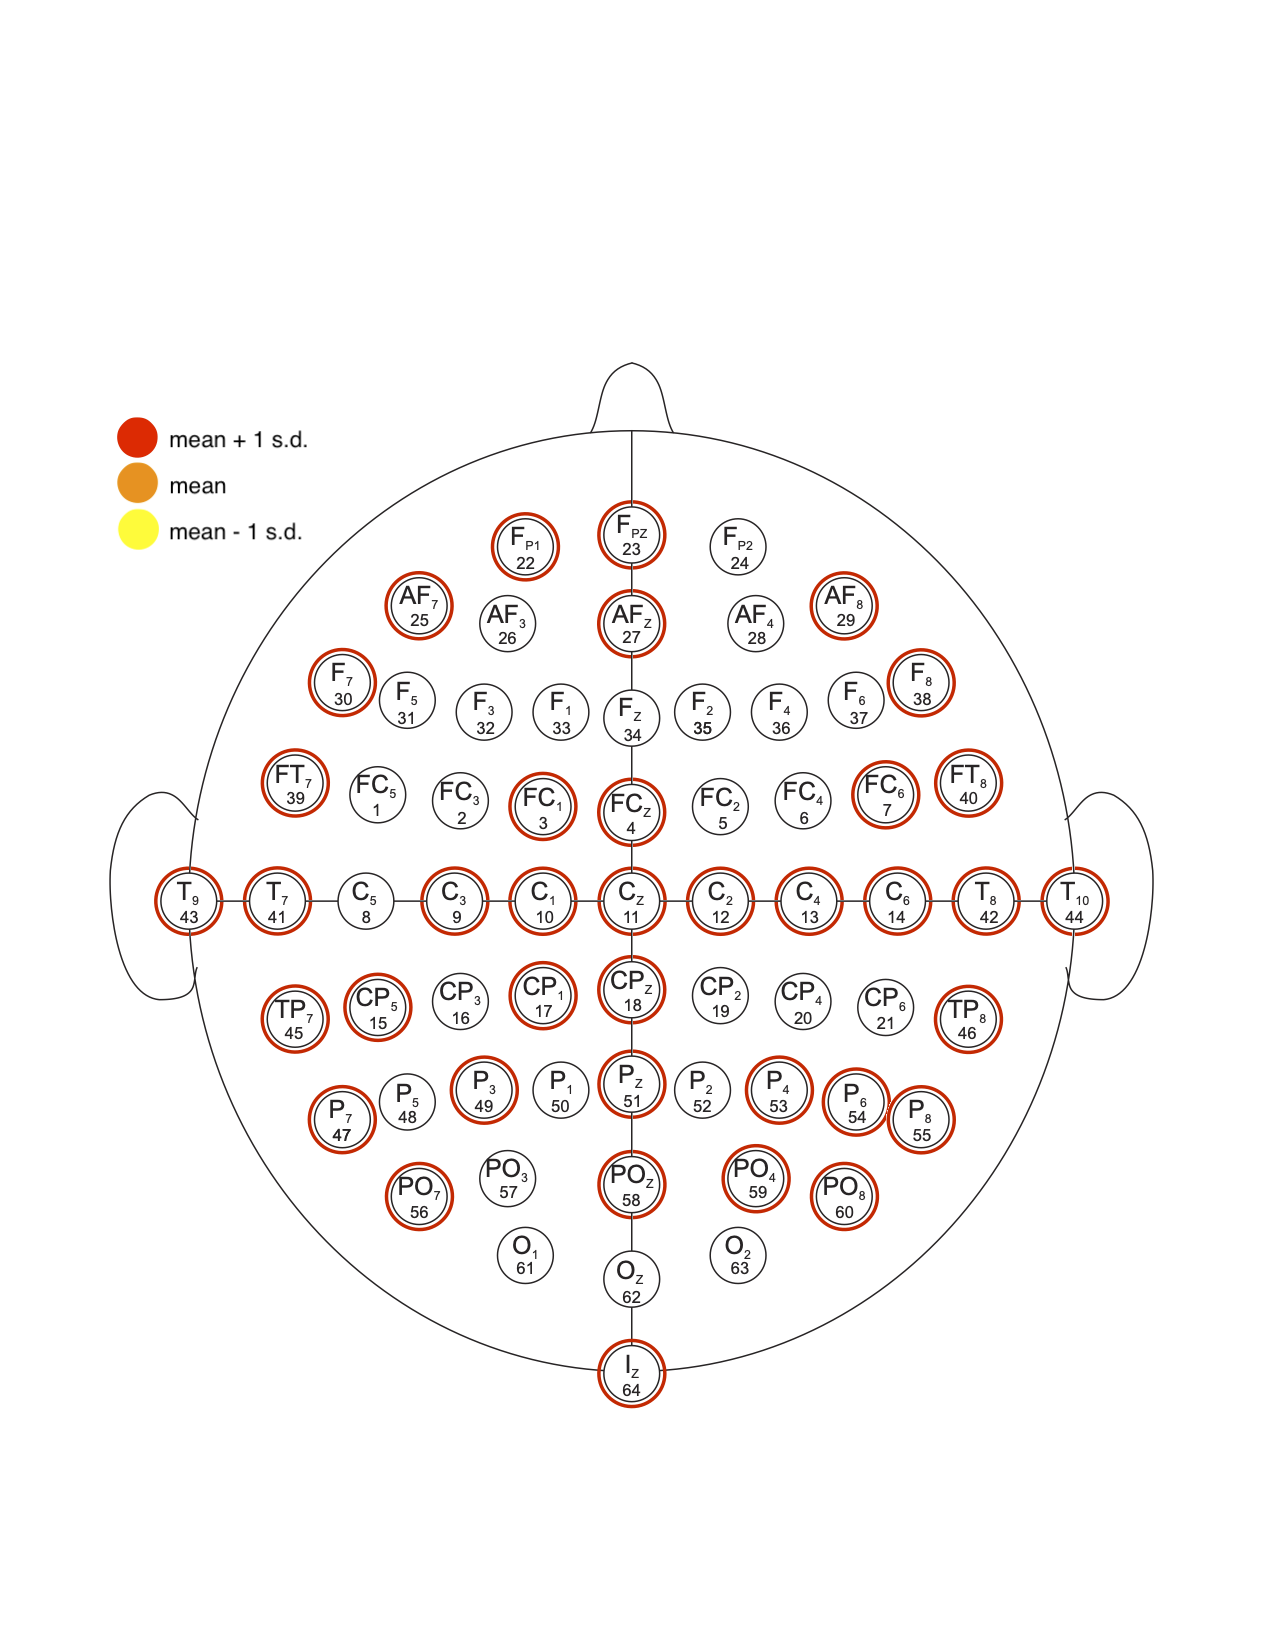 mean + 1 s.d.
mean
mean - 1 s.d.
FP1 FPZ FP2
22 23 24
AF7 AF3 AFZ AF4 AF8
25 26 27 28 29
F7 F5 F3 F1 FZ F2 F4 F6 F8
30 31 32 33 34 35 36 37 38
FT7 FC5 FC3 FC1 FCZ FC2 FC4 FC6 FT8
39 1 2 3 4 5 6 7 40
T9 T7 C5 C3 C1 CZ C2 C4 C6 T8 T10
43 41 8 9 10 11 12 13 14 42 44
TP7 CP5 CP3 CP1 CPZ CP2 CP4 CP6 TP8
45 15 16 17 18 19 20 21 46
P7 P5 P3 P1 PZ P2 P4 P6 P8
47 48 49 50 51 52 53 54 55
PO7 PO3 POZ PO4 PO8
56 57 58 59 60
O1 OZ O2
61 62 63
IZ
64